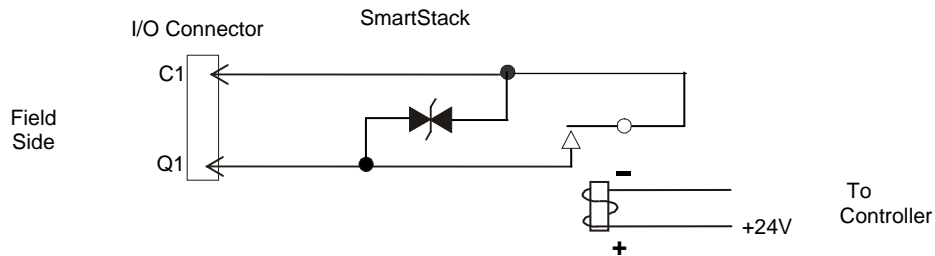 SmartStack
I/O Connector
C1
Field
Side
Q1
−
To
Controller
+24V
+